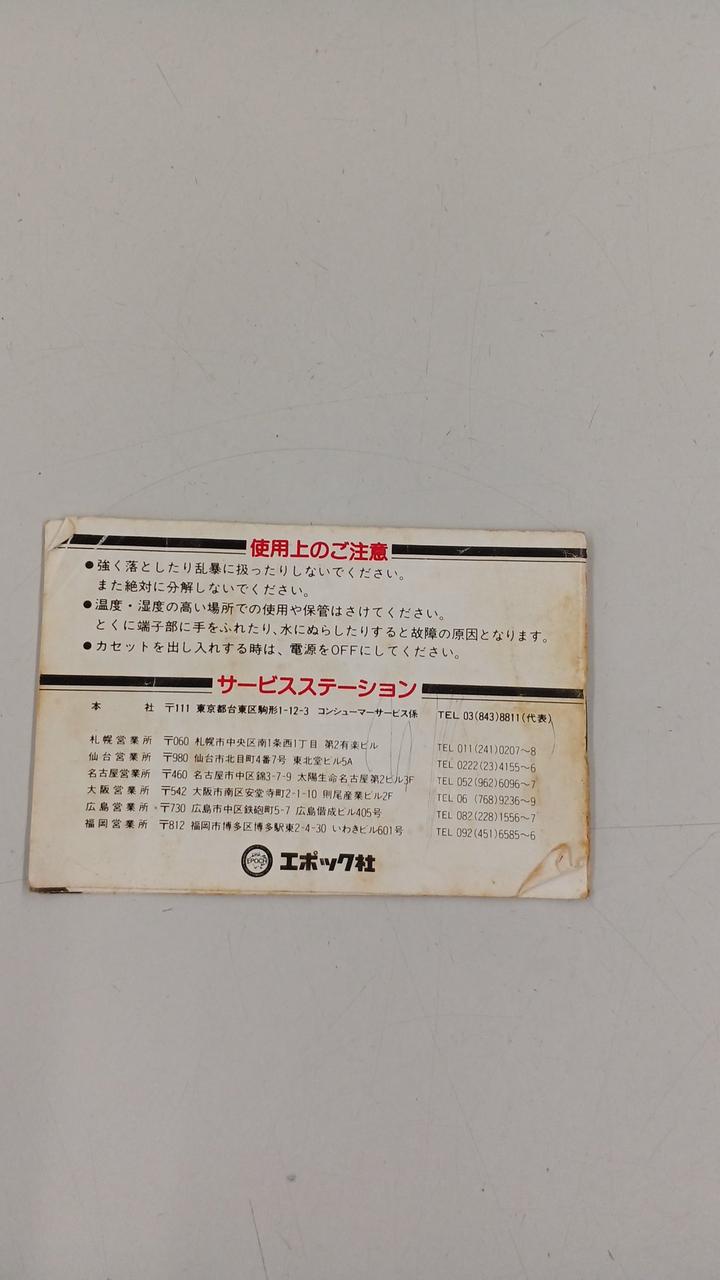 使用上のご注意
●強く落としたり乱暴に扱ったりしないでください。
また絶対に分解しないでください。
●温度・湿度の高い場所での使用や保管はさけてください。
とくに端子部に手をふれたり、水にぬらしたりすると故障の原因となります。
●カセットを出し入れする時は、電源をOFFにしてください。
サービスステーション
本社 〒111 東京都台東区駒形1-12-3 コンシューマーサービス係 TEL 03(843)8811(代表)
札幌営業所 〒060 札幌市中央区南1条西1丁目 第2有楽ビル TEL 011(241)0207〜8
仙台営業所 〒980 仙台市北目町4番7号 東北堂ビル5A TEL 0222(23)4155〜6
名古屋営業所 〒460 名古屋市中区錦3-7-9 太陽生命名古屋第2ビル3F TEL 052(962)6096〜7
大阪営業所 〒542 大阪市南区安堂寺町2-1-10 則尾産業ビル2F TEL 06 (768)9236〜9
広島営業所 〒730 広島市中区鉄砲町5-7 広島偕成ビル405号 TEL 082(228)1556〜7
福岡営業所 〒812 福岡市博多区博多駅東2-4-30 いわきビル601号 TEL 092(451)6585〜6
EPOCH エポック社